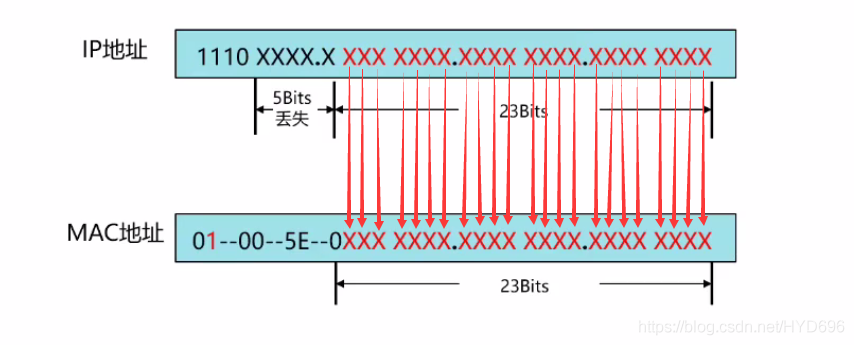 IP地址 1110 XXXX.X XXX XXXX.XXXX XXXX.XXXX XXXX
5Bits
丢失
23Bits
MAC地址 01--00--5E--0XXX XXXX.XXXX XXXX.XXXX XXXX
23Bits
https://blog.csdn.net/HYD696